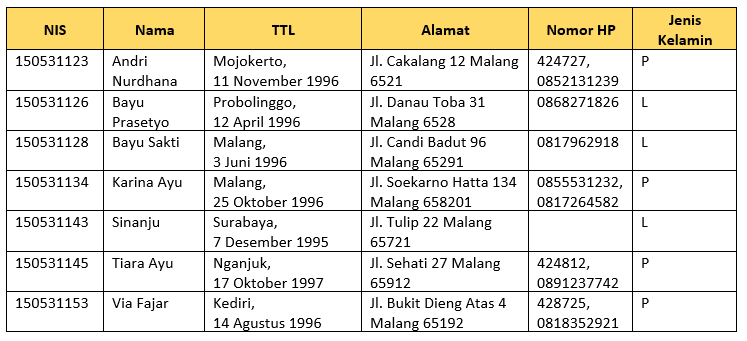 NIS Nama TTL Alamat Nomor HP Jenis Kelamin
150531123 Andri Nurdhana Mojokerto, 11 November 1996 Jl. Cakalang 12 Malang 6521 424727, 0852131239 P
150531126 Bayu Prasetyo Probolinggo, 12 April 1996 Jl. Danau Toba 31 Malang 6528 0868271826 L
150531128 Bayu Sakti Malang, 3 Juni 1996 Jl. Candi Badut 96 Malang 65291 0817962918 L
150531134 Karina Ayu Malang, 25 Oktober 1996 Jl. Soekarno Hatta 134 Malang 658201 0855531232, 0817264582 P
150531143 Sinanju Surabaya, 7 Desember 1995 Jl. Tulip 22 Malang 65721 L
150531145 Tiara Ayu Nganjuk, 17 Oktober 1997 Jl. Sehati 27 Malang 65912 424812, 0891237742 P
150531153 Via Fajar Kediri, 14 Agustus 1996 Jl. Bukit Dieng Atas 4 Malang 65192 428725, 0818352921 P